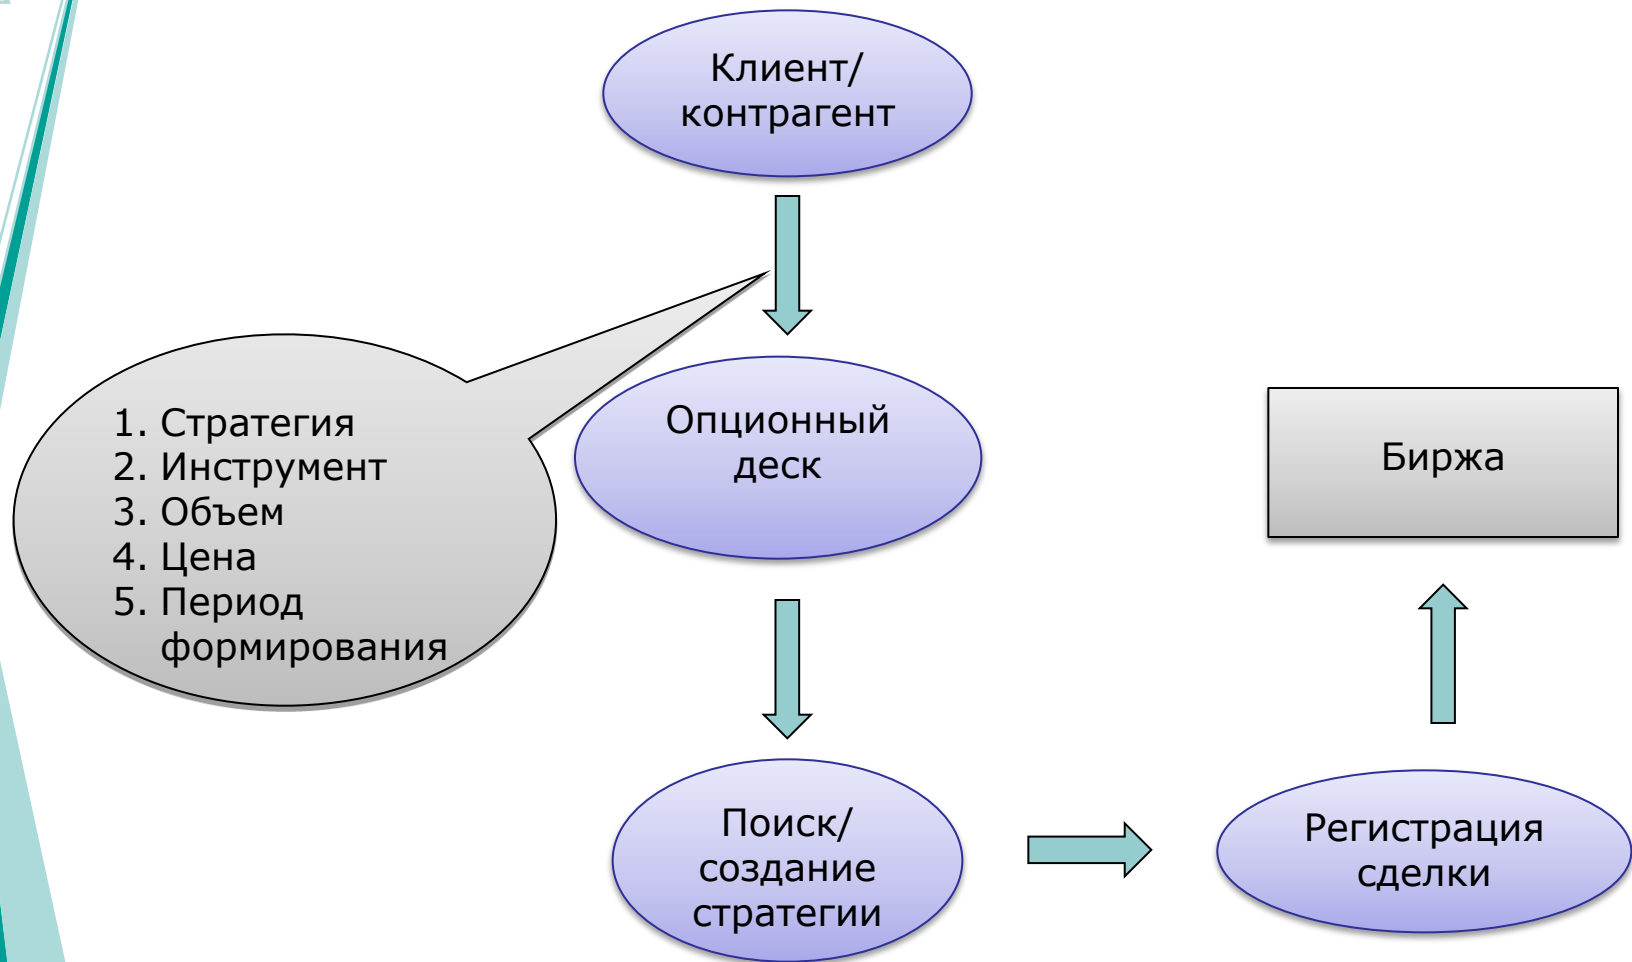 Клиент/
контрагент
1. Стратегия
2. Инструмент
3. Объем
4. Цена
5. Период
формирования
Опционный
деск
Биржа
Поиск/
создание
стратегии
Регистрация
сделки